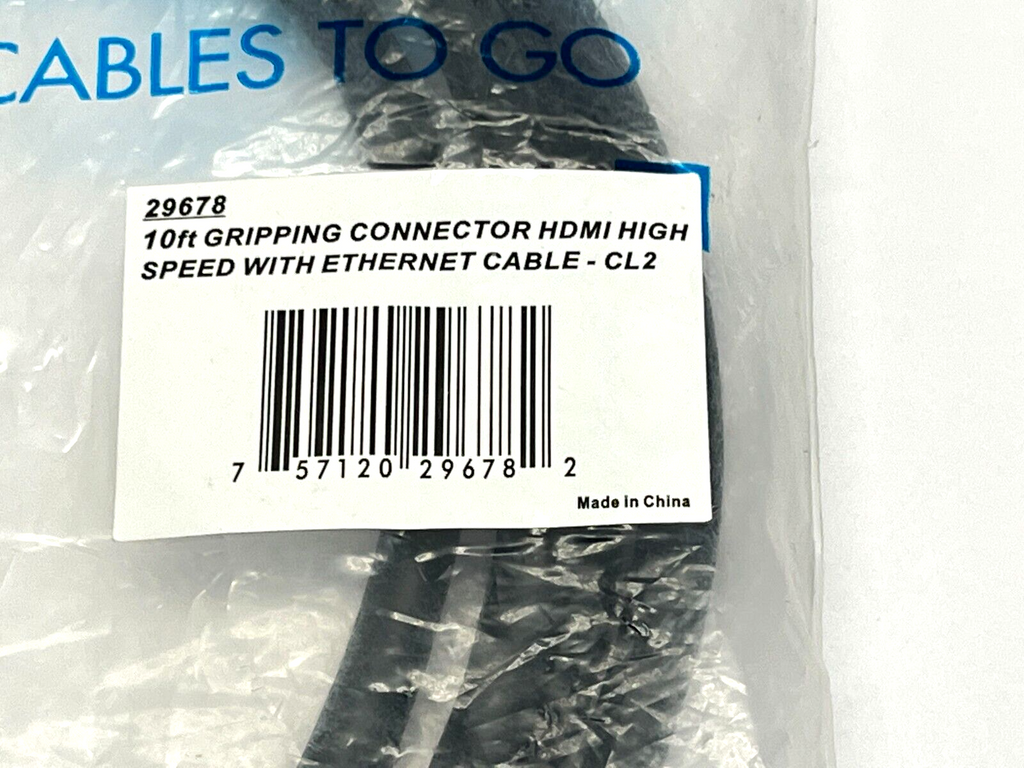 CABLES TO GO
29678
10ft GRIPPING CONNECTOR HDMI HIGH
SPEED WITH ETHERNET CABLE - CL2
7 57120 29678 2
Made in China